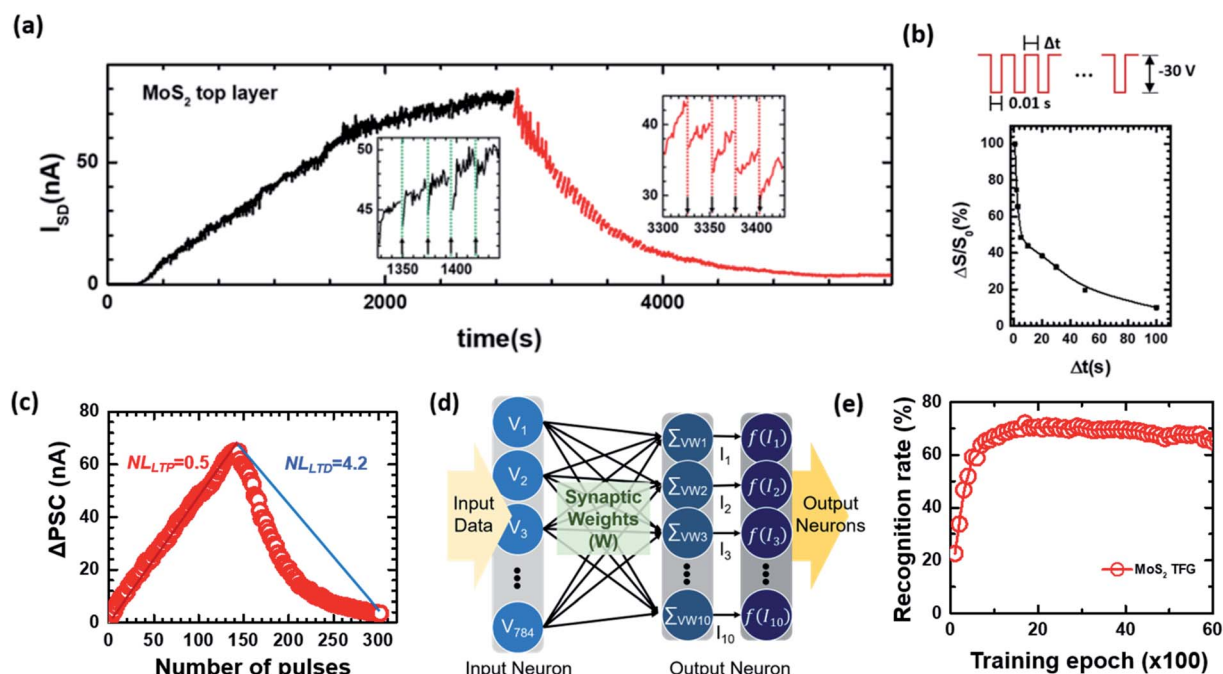 (a)
MoS2 top layer
ISD(nA)
50
0
0
2000
4000
time(s)
50
45
1350
1400
40
30
3300
3350
3400
(b)
Δt
...
-30 V
0.01 s
ΔS/S0(%)
100
80
60
40
20
0
0 20 40 60 80 100
Δt(s)
(c)
ΔPSC (nA)
80
60
40
20
0
NLLTP=0.5
NLLTD=4.2
0 50 100 150 200 250 300
Number of pulses
(d)
Input
Data
V1
V2
V3
V784
Synaptic
Weights
(W)
∑VW1
∑VW2
∑VW3
∑VW10
I1
I2
I3
I10
f(I1)
f(I2)
f(I3)
f(I10)
Output
Neurons
Input Neuron
Output Neuron
(e)
Recognition rate (%)
80
60
40
20
0
MoS2 TFG
0 20 40 60
Training epoch (x100)